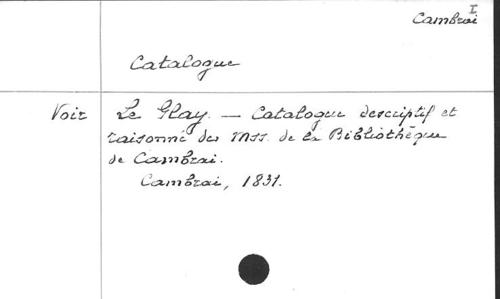 I
Cambrai
Catalogue
Voir Le Glay. — Catalogue descriptif et
raisonné des Mss. de la Bibliothèque
de Cambrai.
Cambrai, 1831.